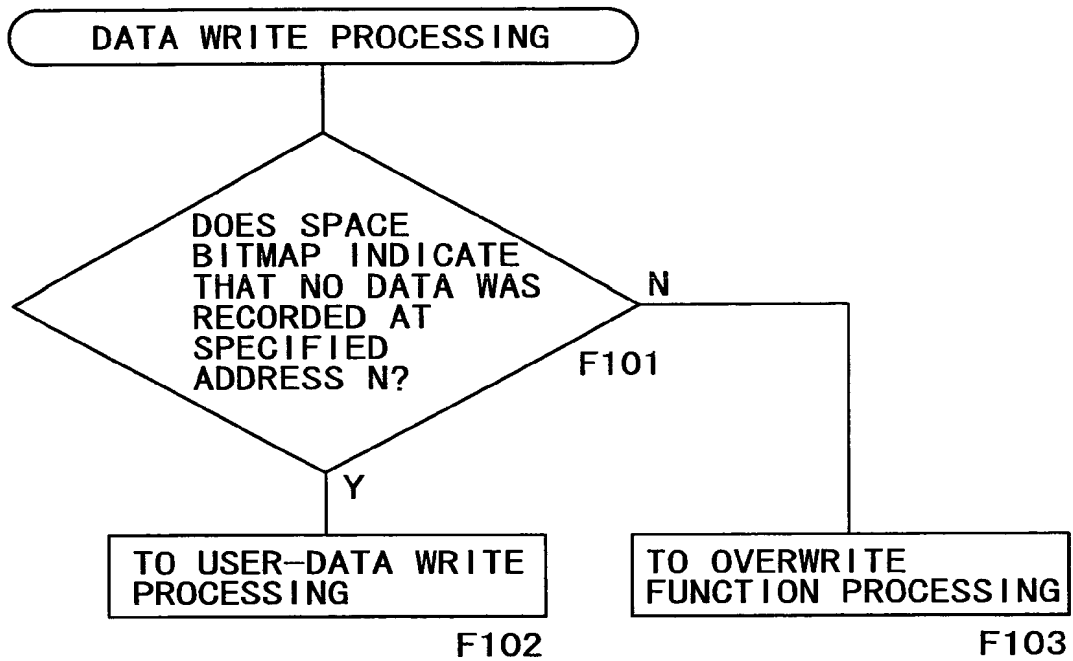 DATA WRITE PROCESSING
DOES SPACE
BITMAP INDICATE
THAT NO DATA WAS
RECORDED AT
SPECIFIED
ADDRESS N?
N
F101
Y
TO USER-DATA WRITE
PROCESSING
F102
TO OVERWRITE
FUNCTION PROCESSING
F103